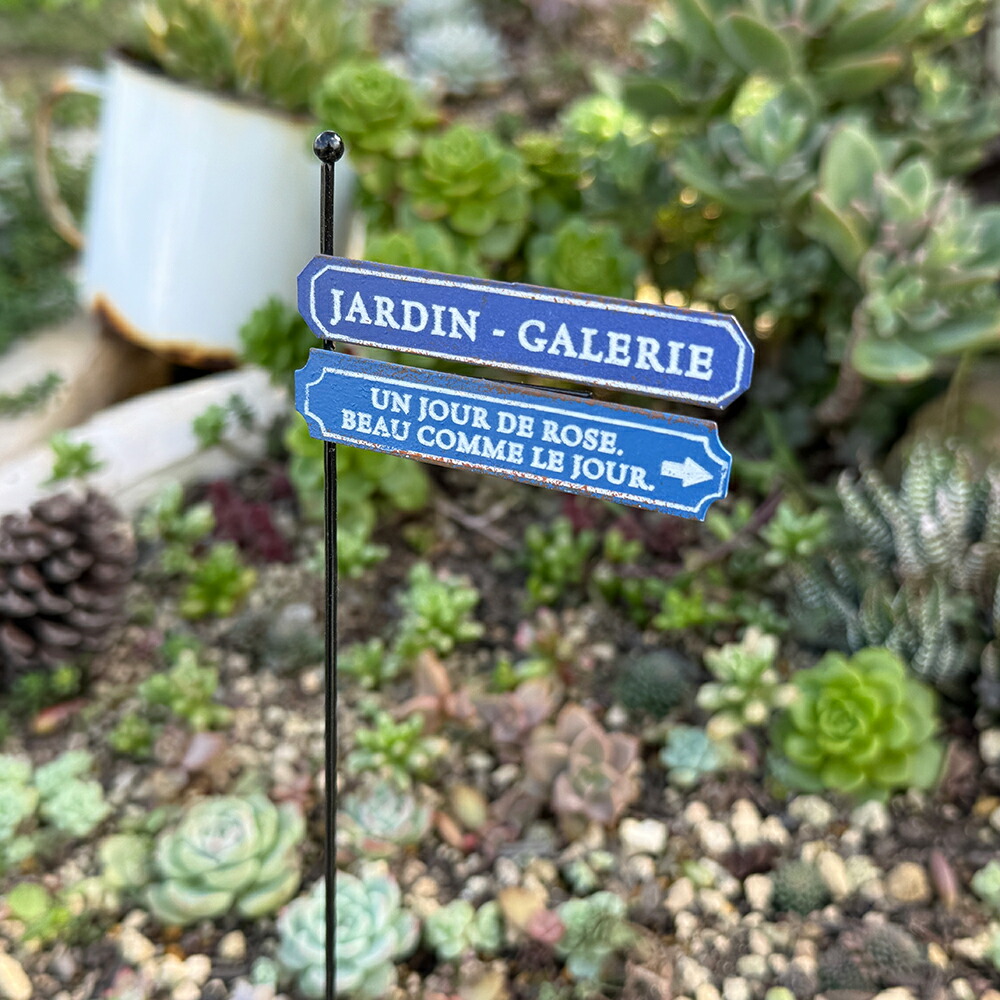 JARDIN - GALERIE
UN JOUR DE ROSE.
BEAU COMME LE JOUR.